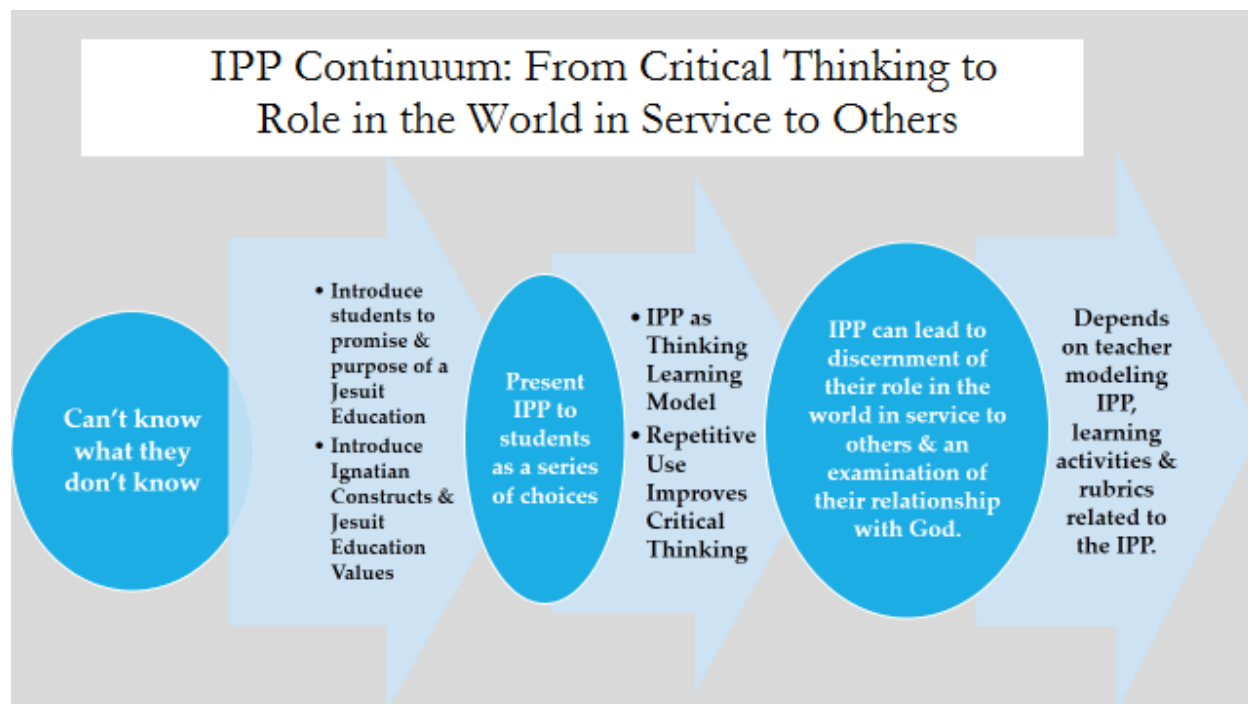 IPP Continuum: From Critical Thinking to
Role in the World in Service to Others
Can't know
what they
don't know
• Introduce
students to
promise &
purpose of a
Jesuit
Education
• Introduce
Ignatian
Constructs &
Jesuit
Education
Values
Present
IPP to
students
as a series
of choices
• IPP as
Thinking
Learning
Model
• Repetitive
Use
Improves
Critical
Thinking
IPP can lead to
discernment of
their role in the
world in service to
others & an
examination of
their relationship
with God.
Depends
on teacher
modeling
IPP,
learning
activities &
rubrics
related to
the IPP.